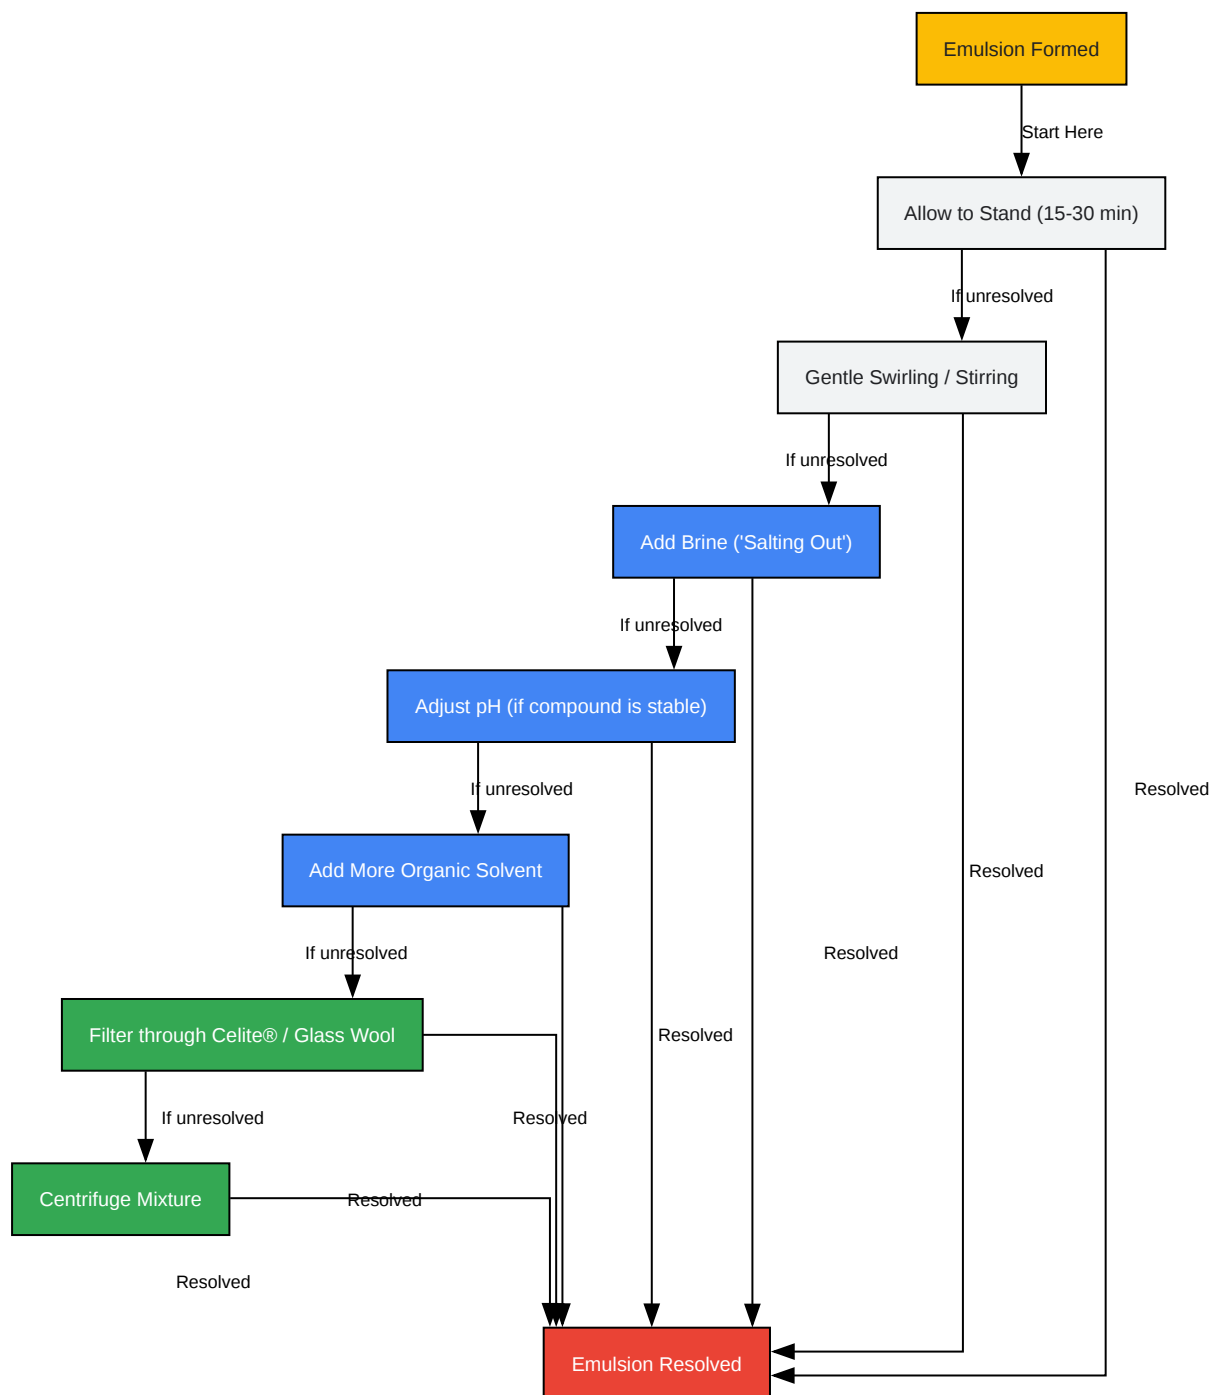 Emulsion Formed
Start Here
Allow to Stand (15-30 min)
If unresolved
Gentle Swirling / Stirring
If unresolved
Add Brine ('Salting Out')
If unresolved
Adjust pH (if compound is stable)
If unresolved
Resolved
Add More Organic Solvent
Resolved
If unresolved
Resolved
Filter through Celite® / Glass Wool
Resolved
If unresolved
Resolved
Centrifuge Mixture
Resolved
Resolved
Emulsion Resolved